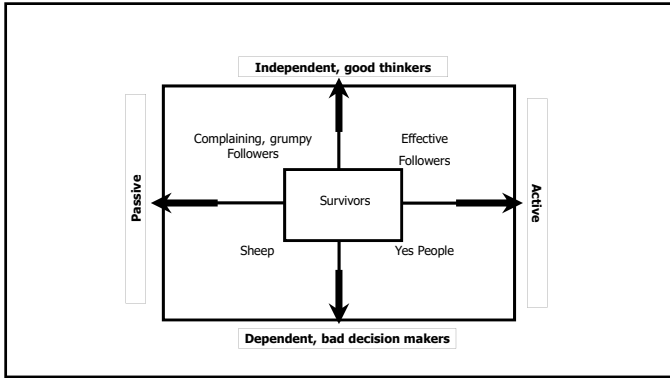 Independent, good thinkers
Complaining, grumpy
Followers
Effective
Followers
Passive
Survivors
Active
Sheep
Yes People
Dependent, bad decision makers